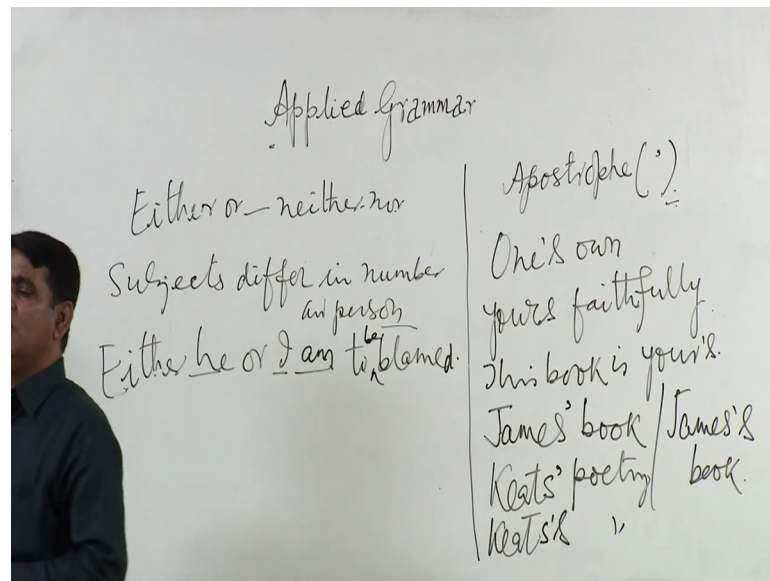 Applied Grammar
Either or – neither-nor
Subjects differ in number
an person
Either he or I am to be blamed.
Apostrophe (')
One's own
yours faithfully.
This book is your's.
James' book / James's book.
Keats' poetry
Keats's "